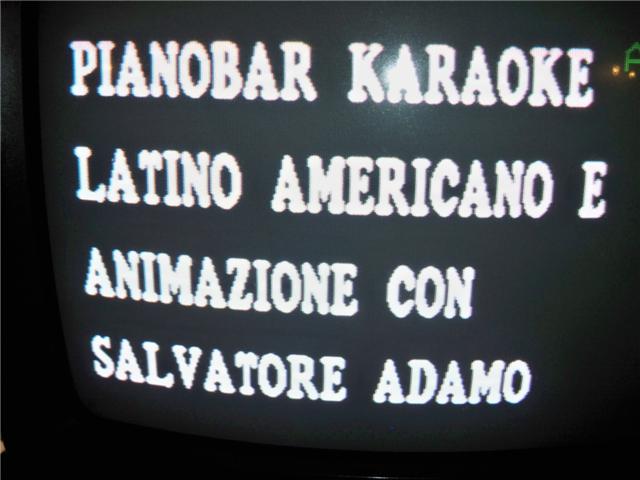 PIANOBAR KARAOKE
LATINO AMERICANO E
ANIMAZIONE CON
SALVATORE ADAMO